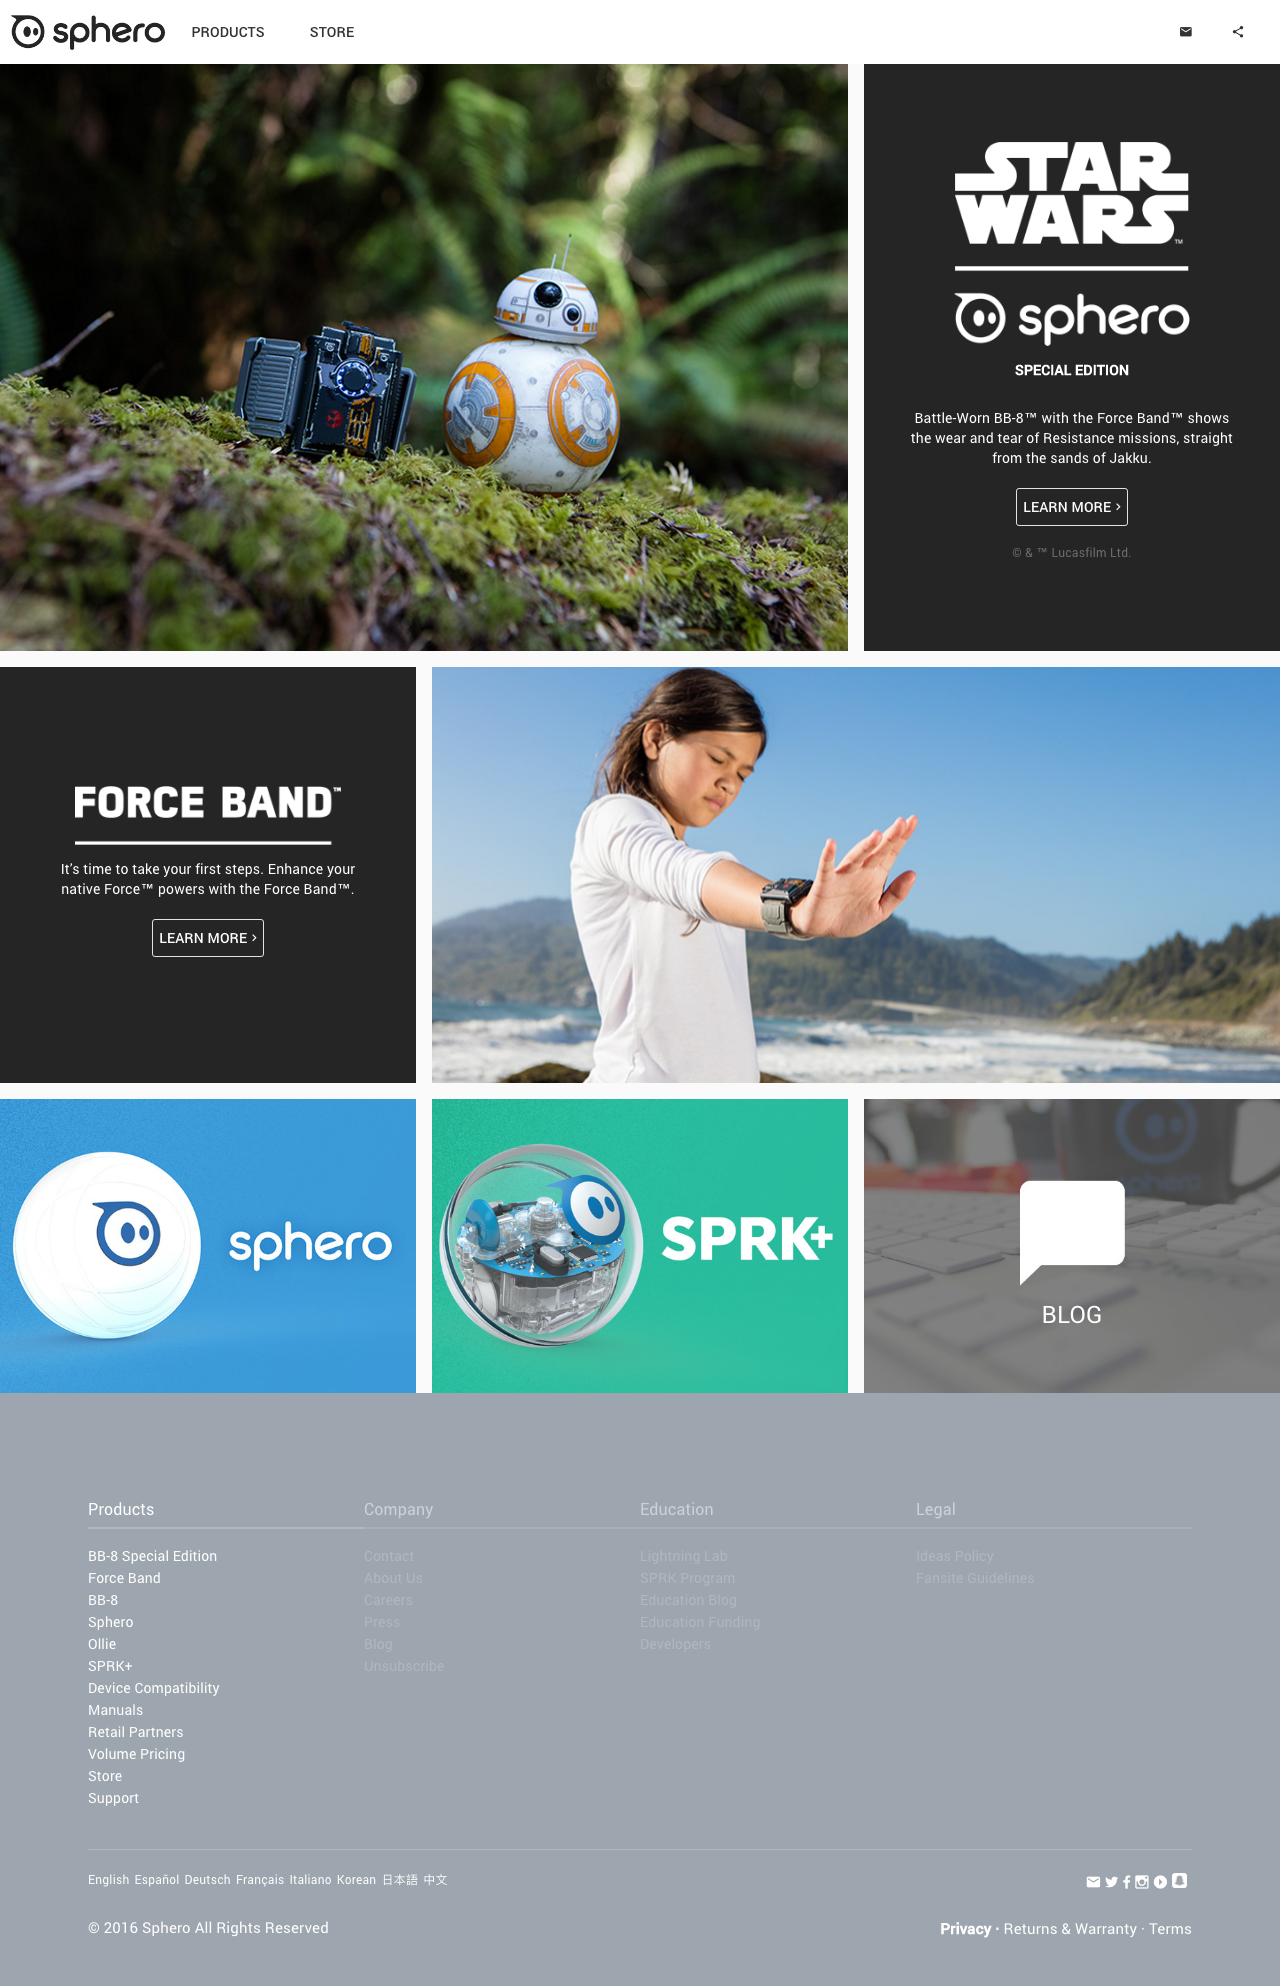 sphero PRODUCTS STORE
STAR
WARS™
sphero
SPECIAL EDITION
Battle-Worn BB-8™ with the Force Band™ shows
the wear and tear of Resistance missions, straight
from the sands of Jakku.
LEARN MORE >
© & ™ Lucasfilm Ltd.
FORCE BAND™
It's time to take your first steps. Enhance your
native Force™ powers with the Force Band™.
LEARN MORE >
sphero
SPRK+
sphero
BLOG
Products
BB-8 Special Edition
Force Band
BB-8
Sphero
Ollie
SPRK+
Device Compatibility
Manuals
Retail Partners
Volume Pricing
Store
Support
Company
Contact
About Us
Careers
Press
Blog
Unsubscribe
Education
Lightning Lab
SPRK Program
Education Blog
Education Funding
Developers
Legal
Ideas Policy
Fansite Guidelines
English Español Deutsch Français Italiano Korean 日本語 中文
© 2016 Sphero All Rights Reserved
Privacy · Returns & Warranty · Terms